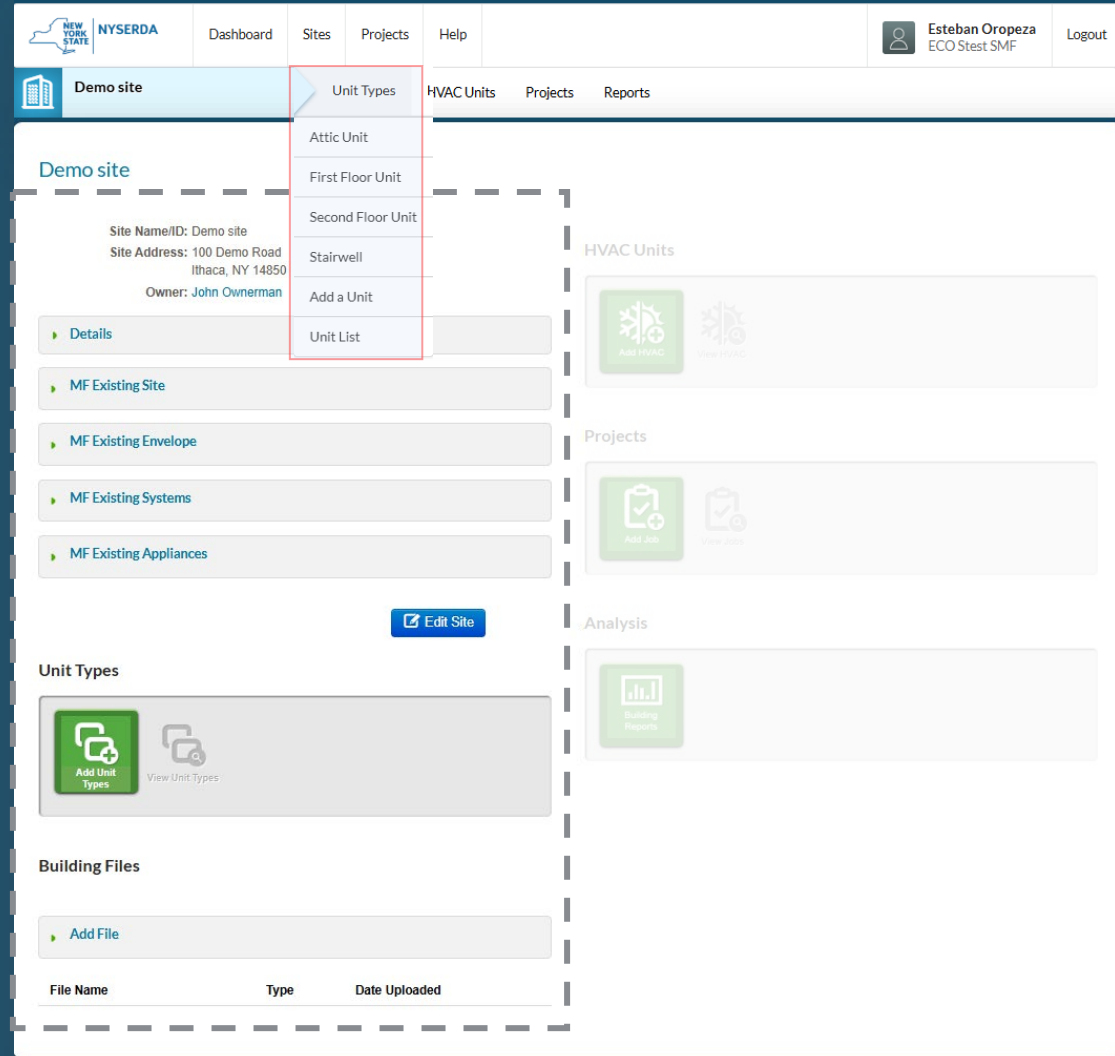 NEW
YORK
STATE
NYSERDA
Dashboard
Sites
Projects
Help
Esteban Oropeza
ECO Stest SMF
Logout
Demo site
Unit Types
HVAC Units
Projects
Reports
Attic Unit
First Floor Unit
Second Floor Unit
Stairwell
Add a Unit
Unit List
Demo site
Site Name/ID: Demo site
Site Address: 100 Demo Road
Ithaca, NY 14850
Owner: John Ownerman
Details
MF Existing Site
MF Existing Envelope
MF Existing Systems
MF Existing Appliances
Edit Site
Unit Types
Add Unit
Types
View Unit Types
Building Files
Add File
File Name Type Date Uploaded
HVAC Units
Add HVAC
View HVAC
Projects
Add Job
View Jobs
Analysis
Building
Reports